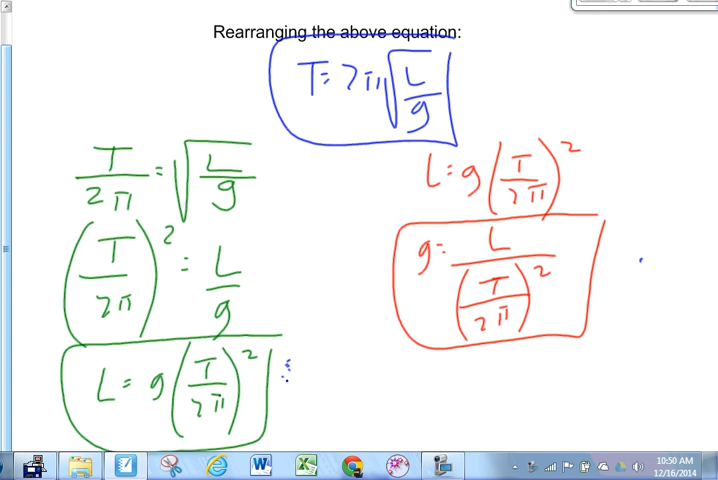 Rearranging the above equation:
T = 2π√(L/g)
T/2π = √(L/g)
(T/2π)² = L/g
L = g(T/2π)²
L = g(T/2π)²
g = L/(T/2π)²
10:50 AM
12/16/2014